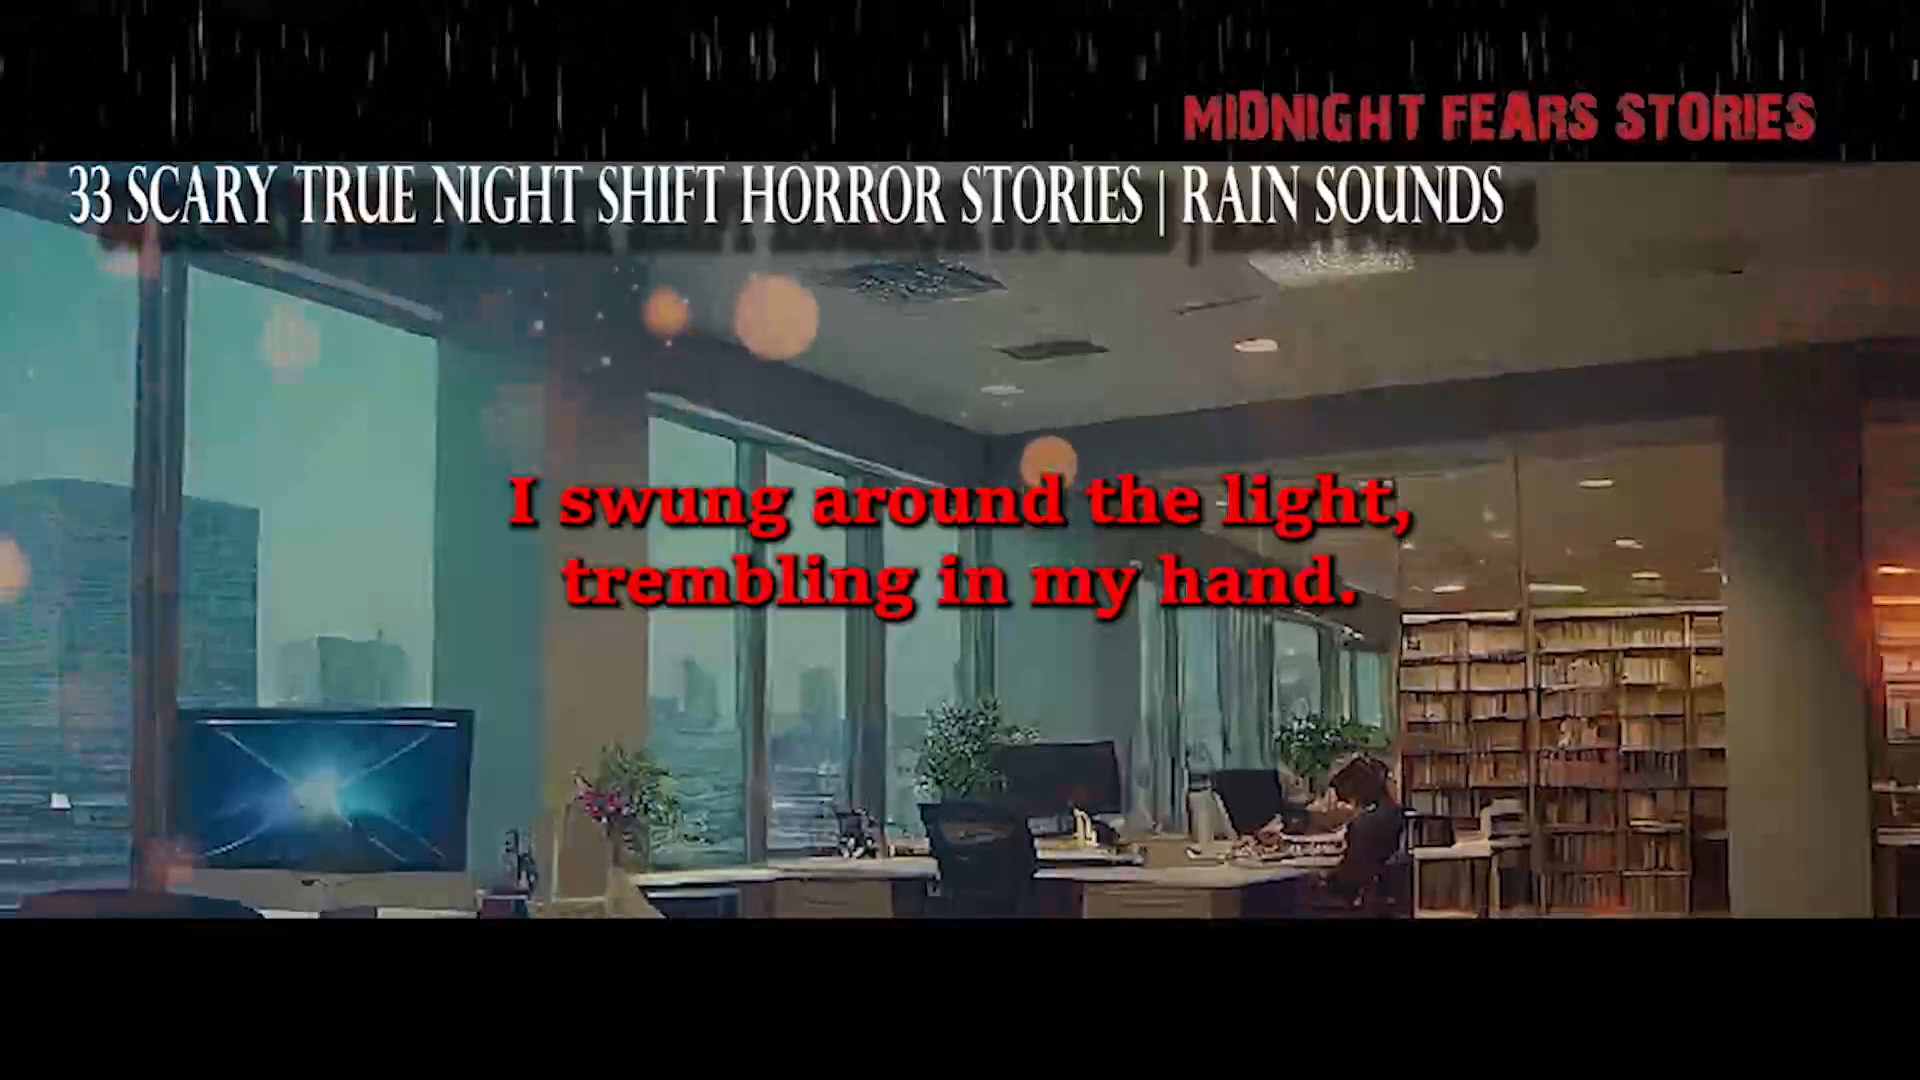 MIDNIGHT FEARS STORIES
33 SCARY TRUE NIGHT SHIFT HORROR STORIES | RAIN SOUNDS
I swung around the light,
trembling in my hand.